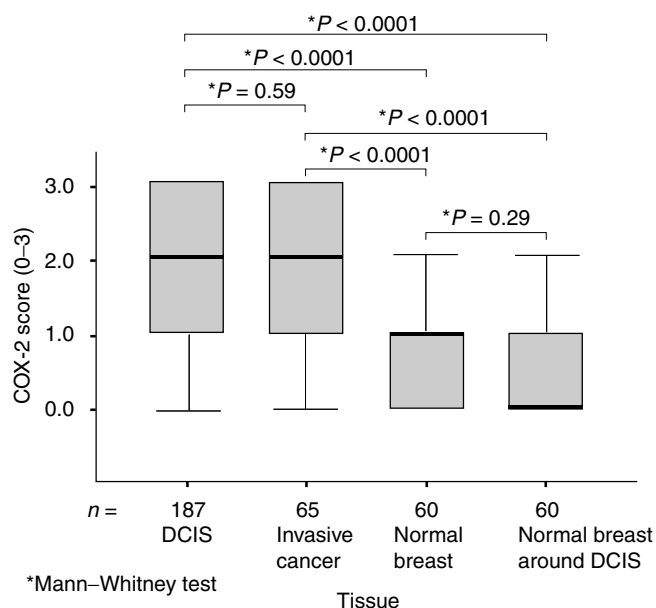 *P < 0.0001
*P < 0.0001
*P = 0.59
*P < 0.0001
*P < 0.0001
*P = 0.29
COX-2 score (0–3)
3.0
2.0
1.0
0.0
n = 187 65 60 60
DCIS Invasive cancer Normal breast Normal breast around DCIS
*Mann–Whitney test
Tissue